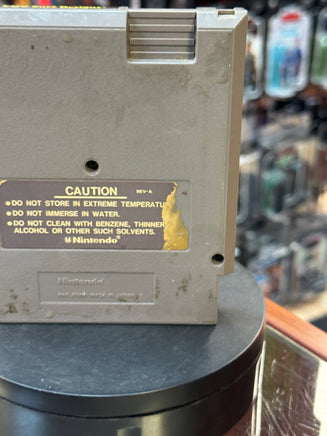 CAUTION REV-A
●DO NOT STORE IN EXTREME TEMPERATU
●DO NOT IMMERSE IN WATER.
●DO NOT CLEAN WITH BENZENE, THINNER
ALCOHOL OR OTHER SUCH SOLVENTS.
Nintendo®
Nintendo